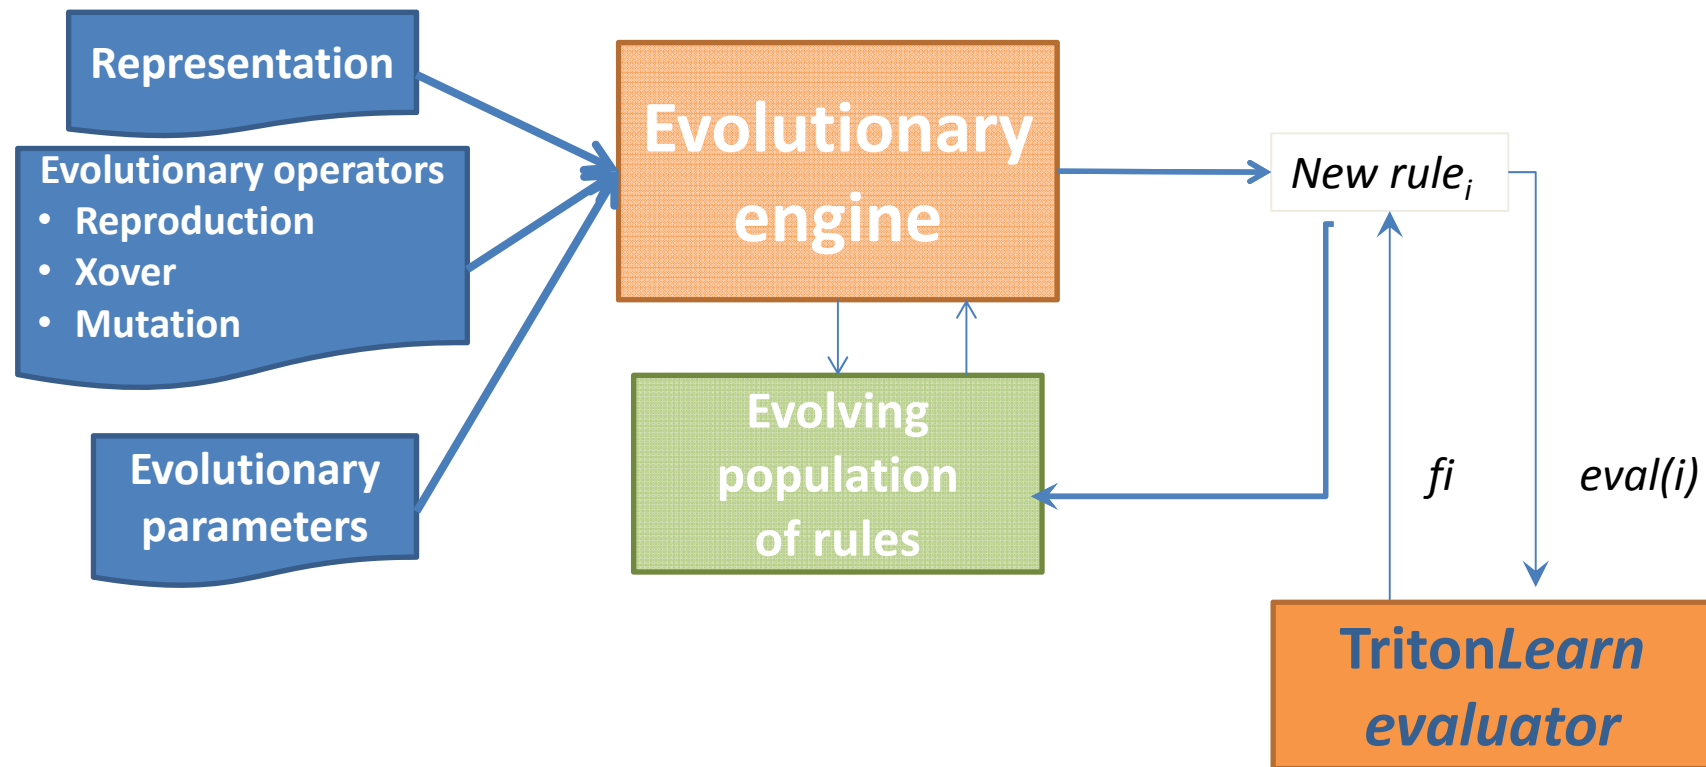 Representation
Evolutionary operators
• Reproduction
• Xover
• Mutation
Evolutionary
parameters
Evolutionary
engine
Evolving
population
of rules
New rulei
fi
eval(i)
TritonLearn
evaluator